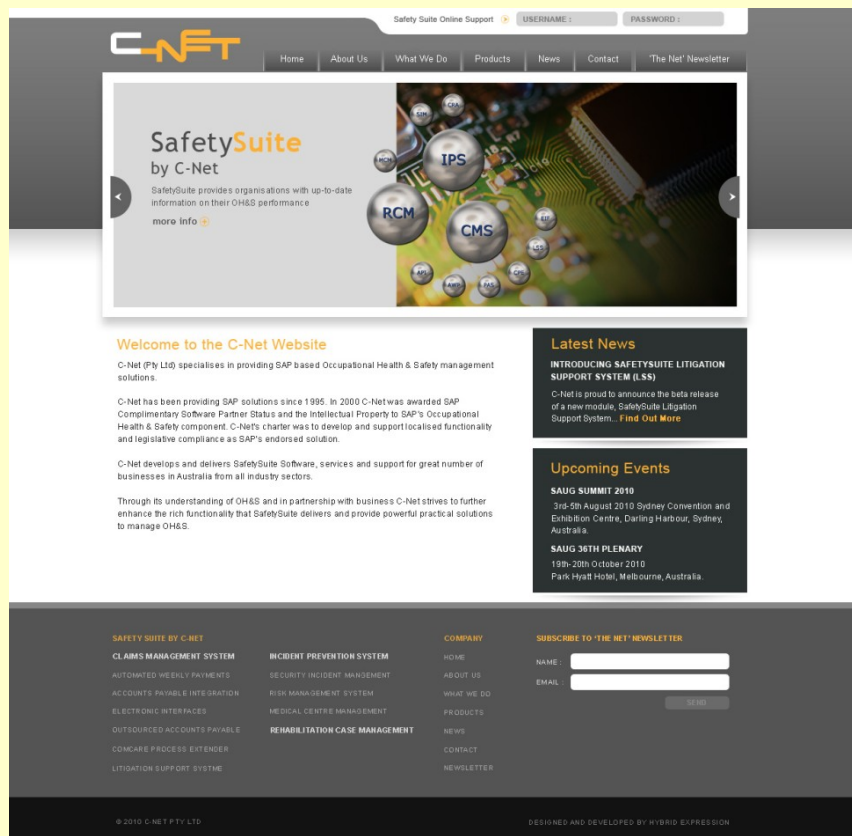 Safety Suite Online Support
USERNAME :
PASSWORD :
C-NET
Home
About Us
What We Do
Products
News
Contact
'The Net' Newsletter
SafetySuite
by C-Net
SafetySuite provides organisations with up-to-date
information on their OH&S performance
more info
IPS
RCM
CMS
LSS
Welcome to the C-Net Website
C-Net (Pty Ltd) specialises in providing SAP based Occupational Health & Safety management
solutions.
C-Net has been providing SAP solutions since 1995. In 2000 C-Net was awarded SAP
Complimentary Software Partner Status and the Intellectual Property to SAP's Occupational
Health & Safety component. C-Net's charter was to develop and support localised functionality
and legislative compliance as SAP's endorsed solution.
C-Net develops and delivers SafetySuite Software, services and support for great number of
businesses in Australia from all industry sectors.
Through its understanding of OH&S and in partnership with business C-Net strives to further
enhance the rich functionality that SafetySuite delivers and provide powerful practical solutions
to manage OH&S.
Latest News
INTRODUCING SAFETYSUITE LITIGATION
SUPPORT SYSTEM (LSS)
C-Net is proud to announce the beta release
of a new module, SafetySuite Litigation
Support System... Find Out More
Upcoming Events
SAUG SUMMIT 2010
3rd-5th August 2010 Sydney Convention and
Exhibition Centre, Darling Harbour, Sydney,
Australia.
SAUG 36TH PLENARY
19th-20th October 2010
Park Hyatt Hotel, Melbourne, Australia.
SAFETY SUITE BY C-NET
CLAIMS MANAGEMENT SYSTEM
AUTOMATED WEEKLY PAYMENTS
ACCOUNTS PAYABLE INTEGRATION
ELECTRONIC INTERFACES
OUTSOURCED ACCOUNTS PAYABLE
COMCARE PROCESS EXTENDER
LITIGATION SUPPORT SYSTME
INCIDENT PREVENTION SYSTEM
SECURITY INCIDENT MANGEMENT
RISK MANAGEMENT SYSTEM
MEDICAL CENTRE MANAGEMENT
REHABILITATION CASE MANAGEMENT
COMPANY
HOME
ABOUT US
WHAT WE DO
PRODUCTS
NEWS
CONTACT
NEWSLETTER
SUBSCRIBE TO 'THE NET' NEWSLETTER
NAME :
EMAIL :
SEND
© 2010 C-NET PTY LTD
DESIGNED AND DEVELOPED BY HYBRID EXPRESSION